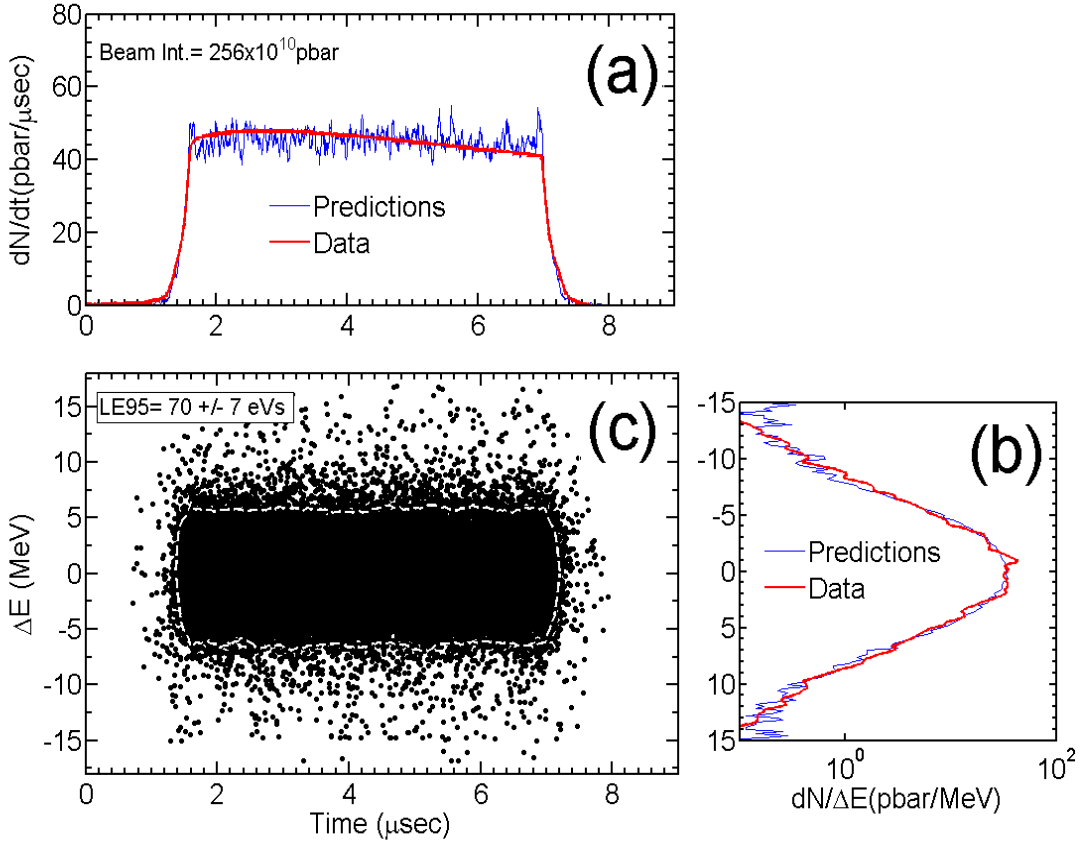 80
60
40
20
0
dN/dt(pbar/μsec)
Beam Int.= 256x10¹⁰pbar
(a)
Predictions
Data
0 2 4 6 8
15
10
5
0
-5
-10
-15
ΔE (MeV)
LE95= 70 +/- 7 eVs
(c)
0 2 4 6 8
Time (μsec)
-15
-10
-5
0
5
10
15
(b)
Predictions
Data
10⁰ 10²
dN/ΔE(pbar/MeV)